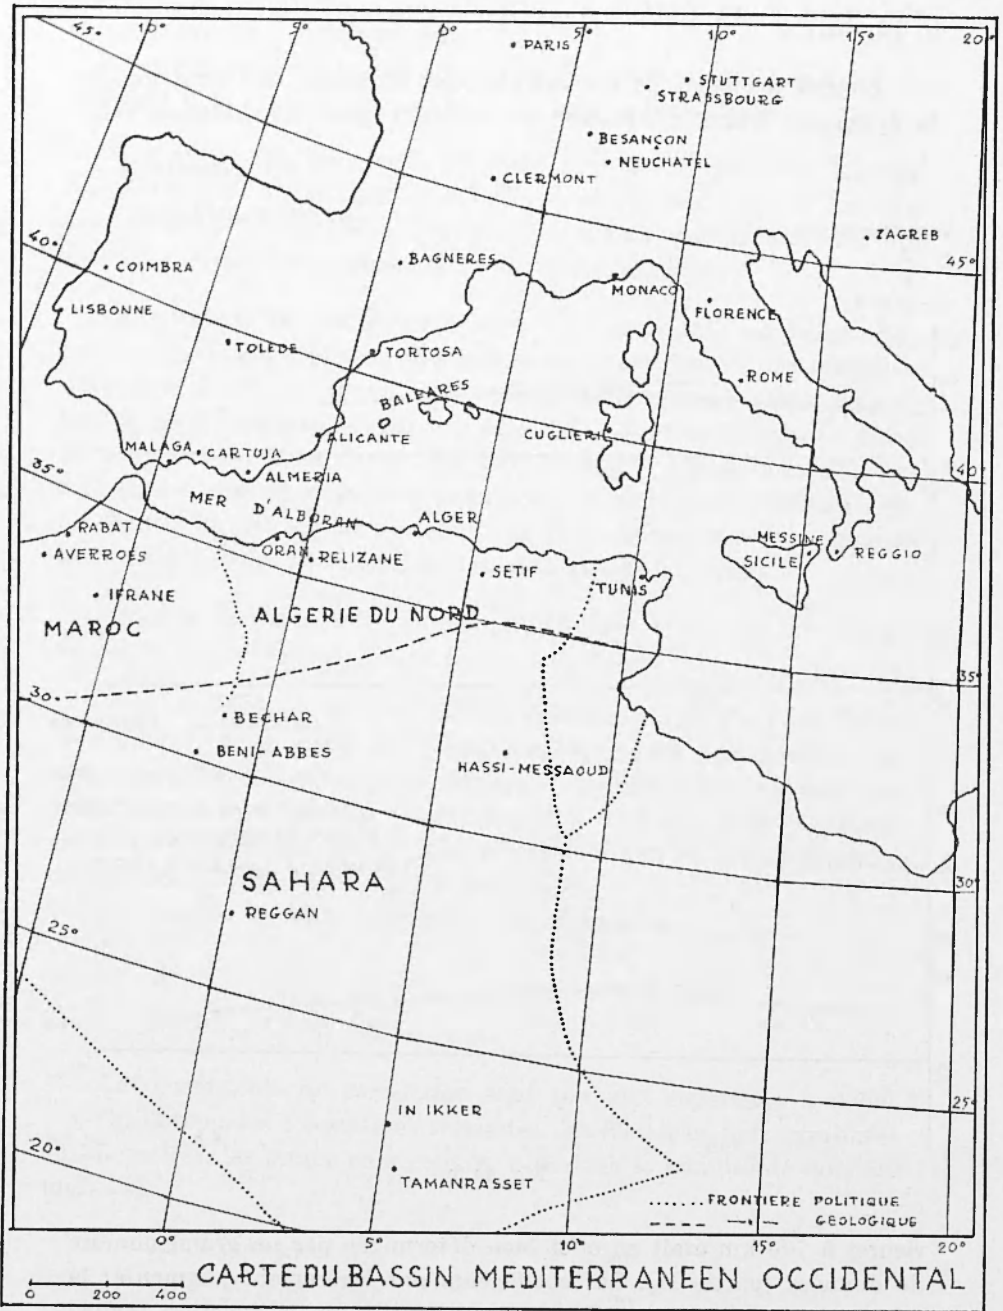 45° 10° 5° 0° 5° 10° 15° 20°
PARIS
STUTTGART
STRASSBOURG
BESANÇON
NEUCHATEL
CLERMONT
ZAGREB
40°
COIMBRA
BAGNERES
45°
MONACO
LISBONNE
FLORENCE
TOLEDE
TORTOSA
ROME
BALEARES
ALICANTE
CUGLIERI
MALAGA
CARTUJA
40°
35°
ALMERIA
MER
D'ALBORAN
ALGER
RABAT
MESSINE
AVERROES
ORAN
RELIZANE
SICILE
REGGIO
SETIF
TUNIS
IFRANE
ALGERIE DU NORD
MAROC
35°
30°
BECHAR
BENI-ABBES
HASSI-MESSAOUD
SAHARA
30°
REGGAN
25°
IN IKKER
25°
20°
TAMANRASSET
FRONTIERE POLITIQUE
GEOLOGIQUE
0° 5° 10° 15° 20°
CARTE DU BASSIN MEDITERRANEEN OCCIDENTAL
0 200 400